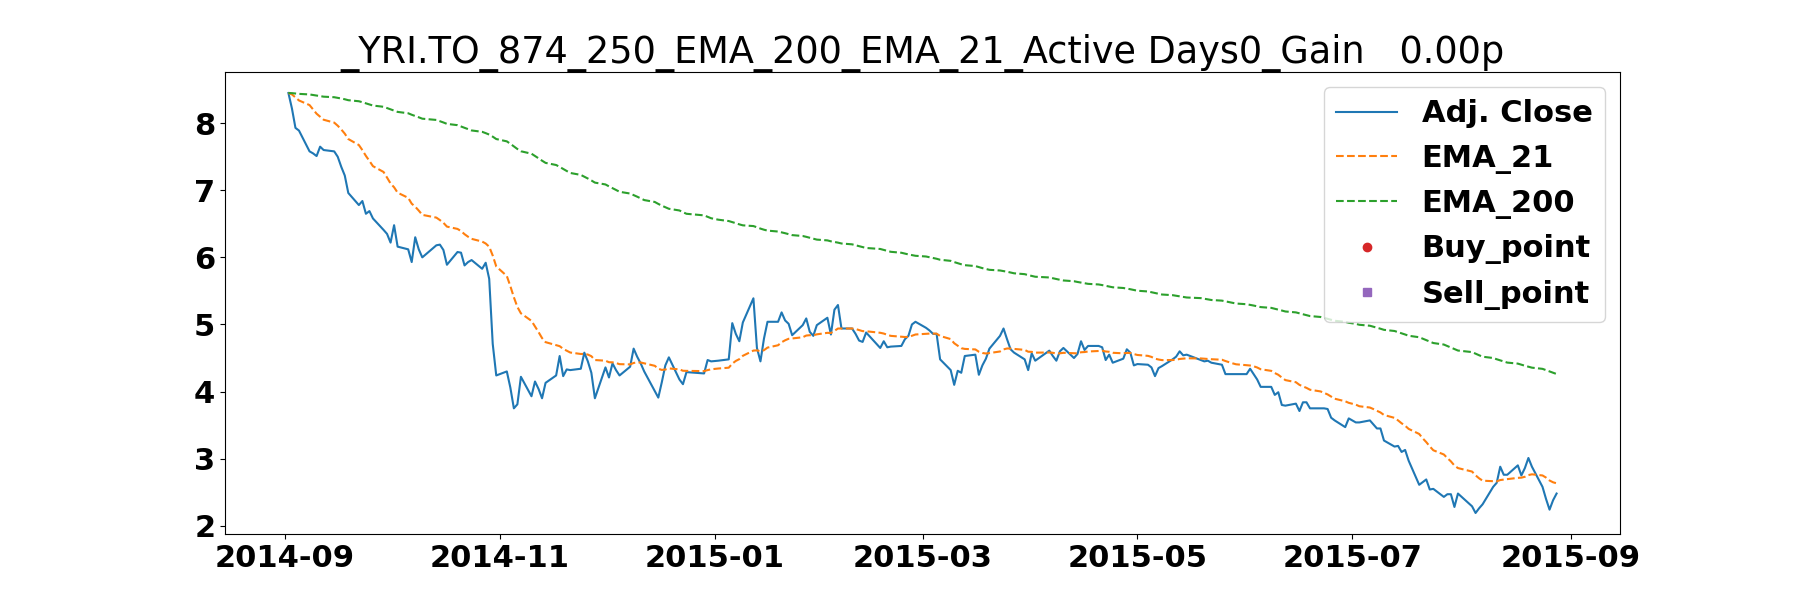 _YRI.TO_874_250_EMA_200_EMA_21_Active Days0_Gain   0.00p
Adj. Close
EMA_21
EMA_200
Buy_point
Sell_point
8
7
6
5
4
3
2
2014-09 2014-11 2015-01 2015-03 2015-05 2015-07 2015-09